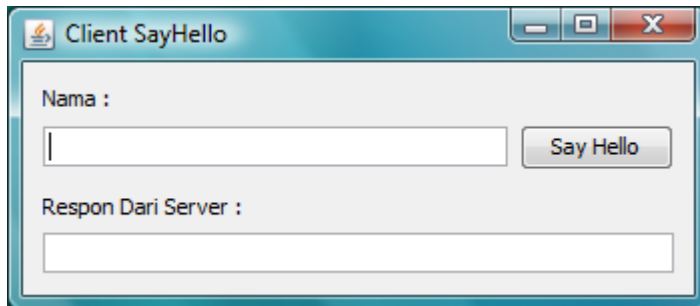 Client SayHello
Nama :
Say Hello
Respon Dari Server :